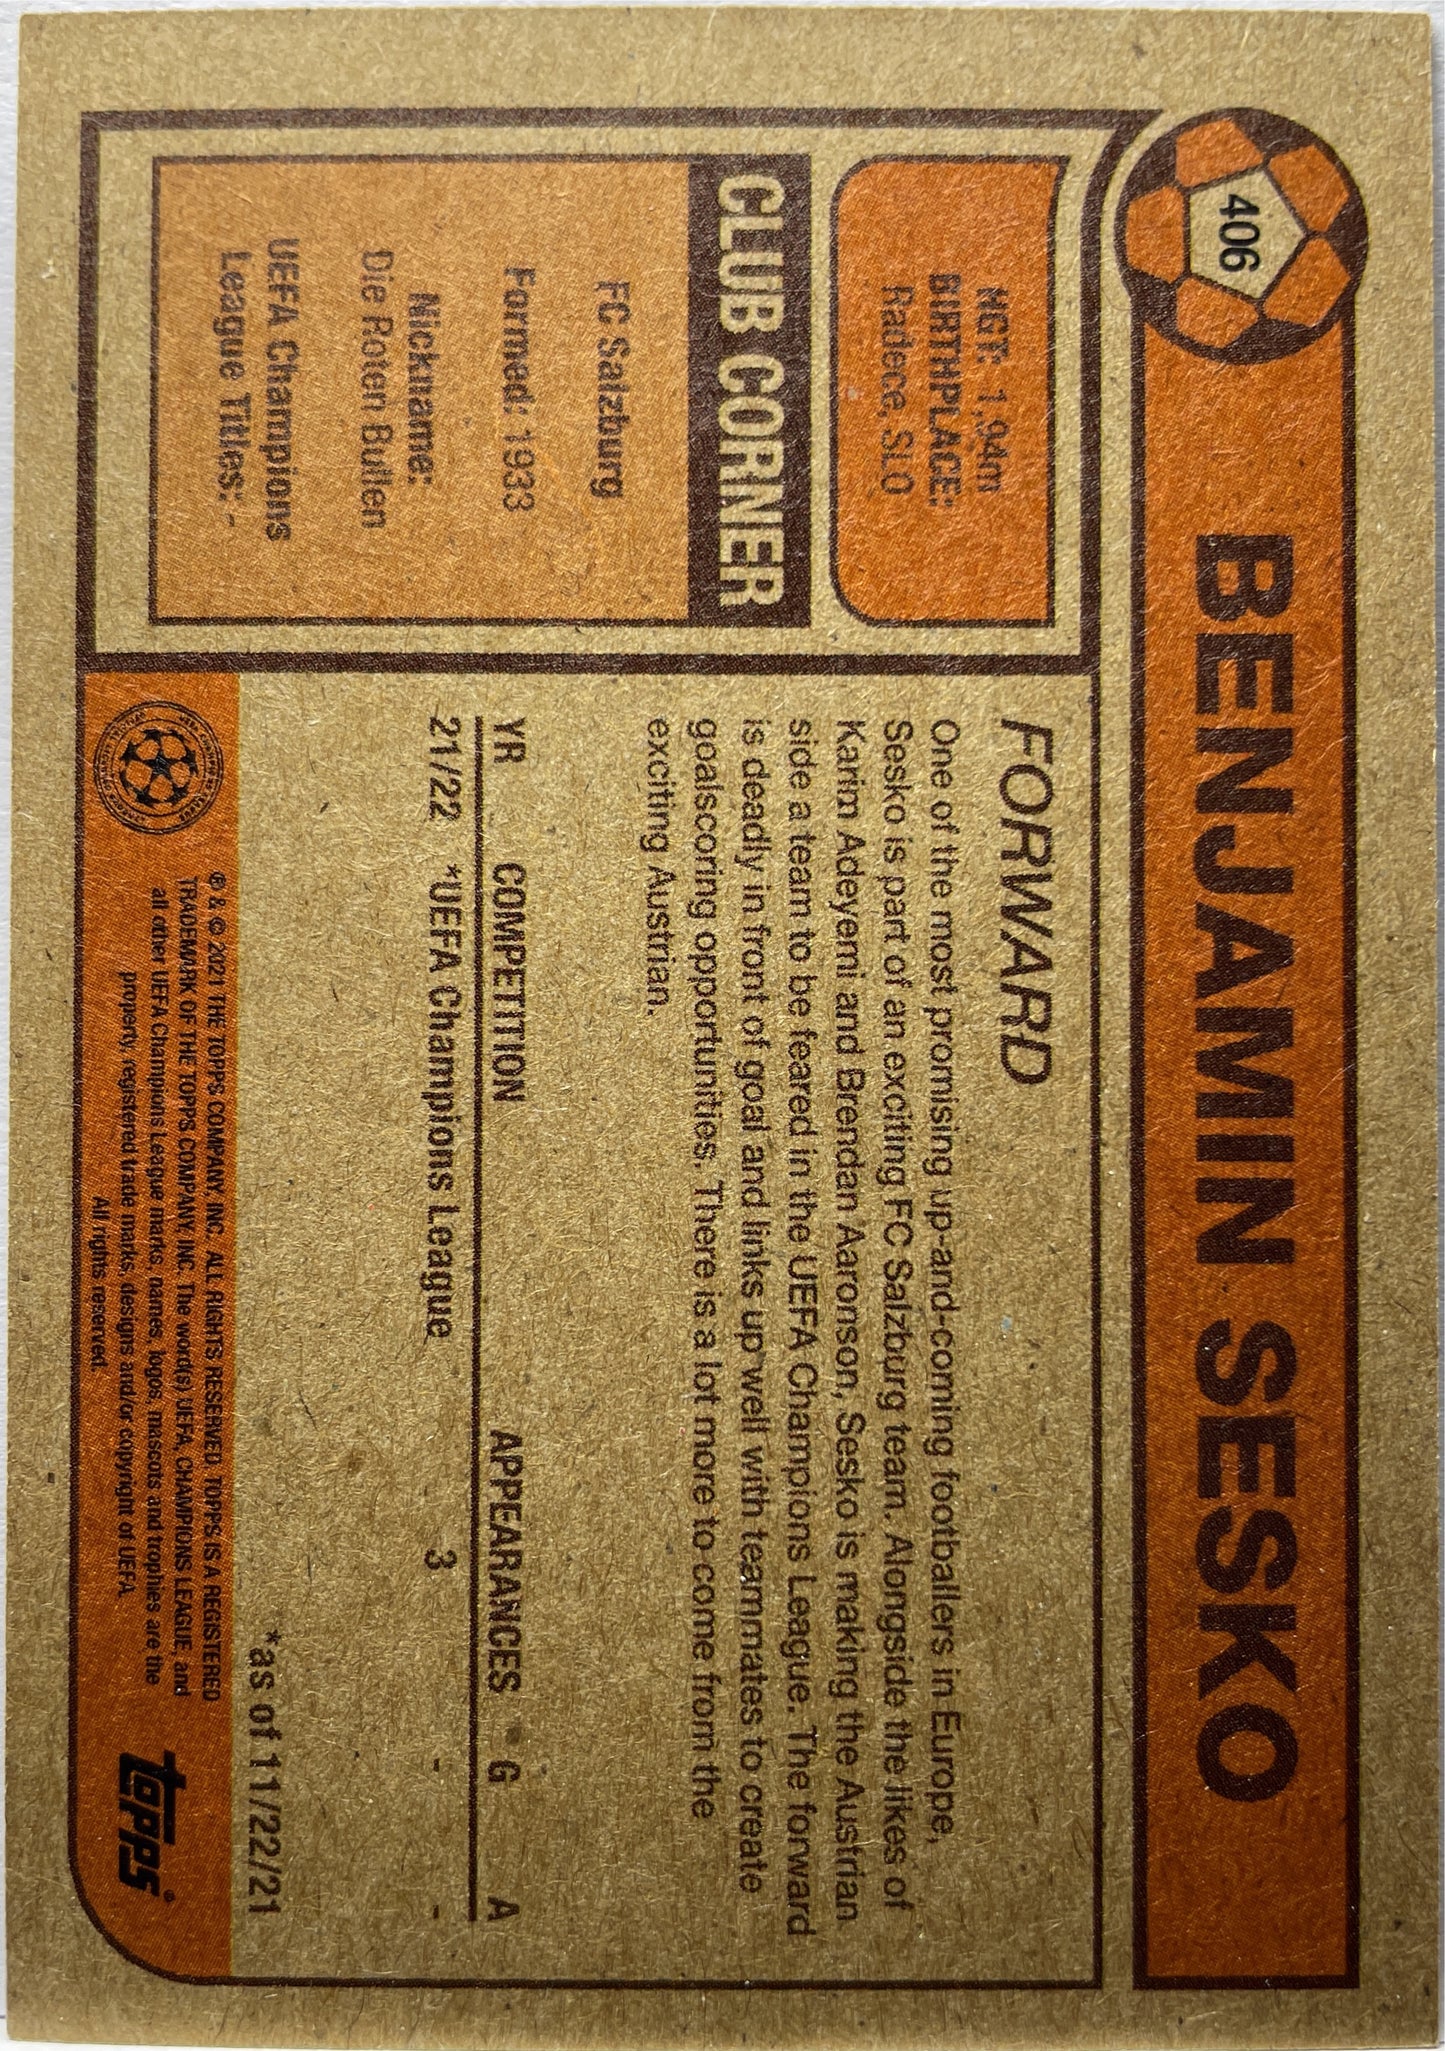 406
BENJAMIN SESKO
HGT: 1,94m
BIRTHPLACE:
Radece, SLO
CLUB CORNER
FC Salzburg
Formed: 1933
Nickname:
Die Roten Bullen
UEFA Champions
League Titles: -
FORWARD
One of the most promising up-and-coming footballers in Europe,
Sesko is part of an exciting FC Salzburg team. Alongside the likes of
Karim Adeyemi and Brendan Aaronson, Sesko is making the Austrian
side a team to be feared in the UEFA Champions League. The forward
is deadly in front of goal and links up well with teammates to create
goalscoring opportunities. There is a lot more to come from the
exciting Austrian.
YR COMPETITION APPEARANCES G A
21/22 *UEFA Champions League 3 - -
*as of 11/22/21
® & © 2021 THE TOPPS COMPANY, INC. ALL RIGHTS RESERVED. TOPPS IS A REGISTERED
TRADEMARK OF THE TOPPS COMPANY, INC. The word(s) UEFA, CHAMPIONS LEAGUE, and
all other UEFA Champions League marks, names, logos, mascots and trophies are the
property, registered trade marks, designs and/or copyright of UEFA.
All rights reserved.
topps®